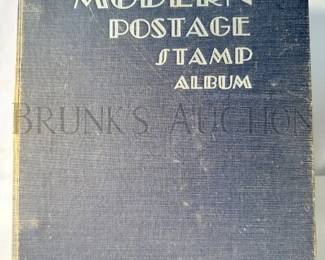 MODERN
POSTAGE
STAMP
ALBUM
BRUNK'S AUCTION